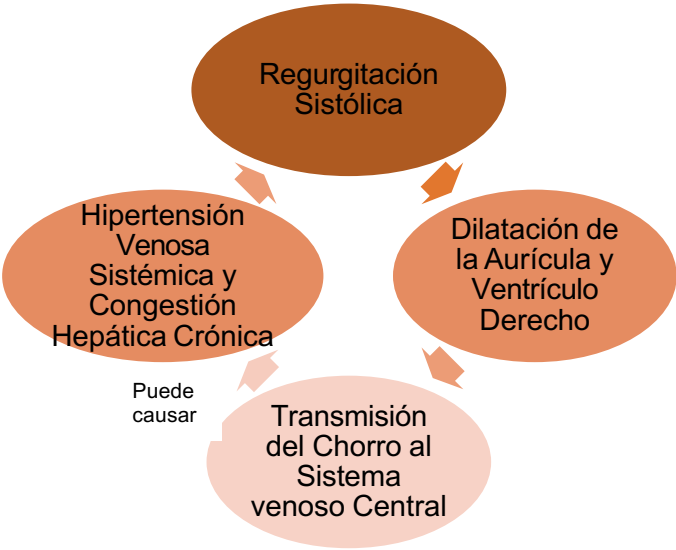 Regurgitación
Sistólica
Hipertensión
Venosa
Sistémica y
Congestión
Hepática Crónica
Dilatación de
la Aurícula y
Ventrículo
Derecho
Puede
causar
Transmisión
del Chorro al
Sistema
venoso Central